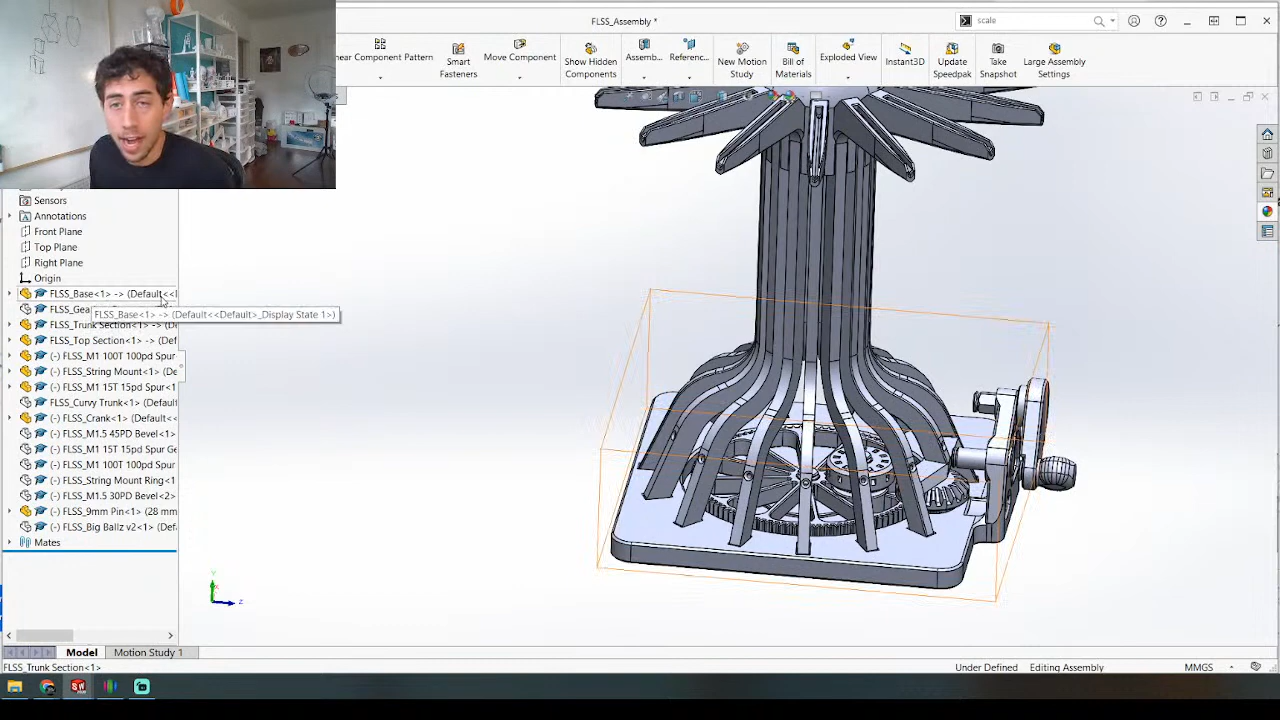 FLSS_Assembly *
scale
near Component Pattern
Smart Fasteners
Move Component
Show Hidden Components
Assemb...
Referenc...
New Motion Study
Bill of Materials
Exploded View
Instant3D
Update Speedpak
Take Snapshot
Large Assembly Settings
Sensors
Annotations
Front Plane
Top Plane
Right Plane
Origin
FLSS_Base<1> -> (Default<<
FLSS_Gea
FLSS_Base<1> -> (Default<<Default>_Display State 1>)
FLSS_Trunk Section<1> -> (De
FLSS_Top Section<1> -> (Def
(-) FLSS_M1 100T 100pd Spur
(-) FLSS_String Mount<1> (De
(-) FLSS_M1 15T 15pd Spur<1
FLSS_Curvy Trunk<1> (Default
(-) FLSS_Crank<1> (Default<<
(-) FLSS_M1.5 45PD Bevel<1>
(-) FLSS_M1 15T 15pd Spur Ge
(-) FLSS_M1 100T 100pd Spur
(-) FLSS_String Mount Ring<1
(-) FLSS_M1.5 30PD Bevel<2>
(-) FLSS_9mm Pin<1> (28 mm
(-) FLSS_Big Ballz v2<1> (Def
Mates
Y
Z
Model
Motion Study 1
FLSS_Trunk Section<1>
Under Defined
Editing Assembly
MMGS